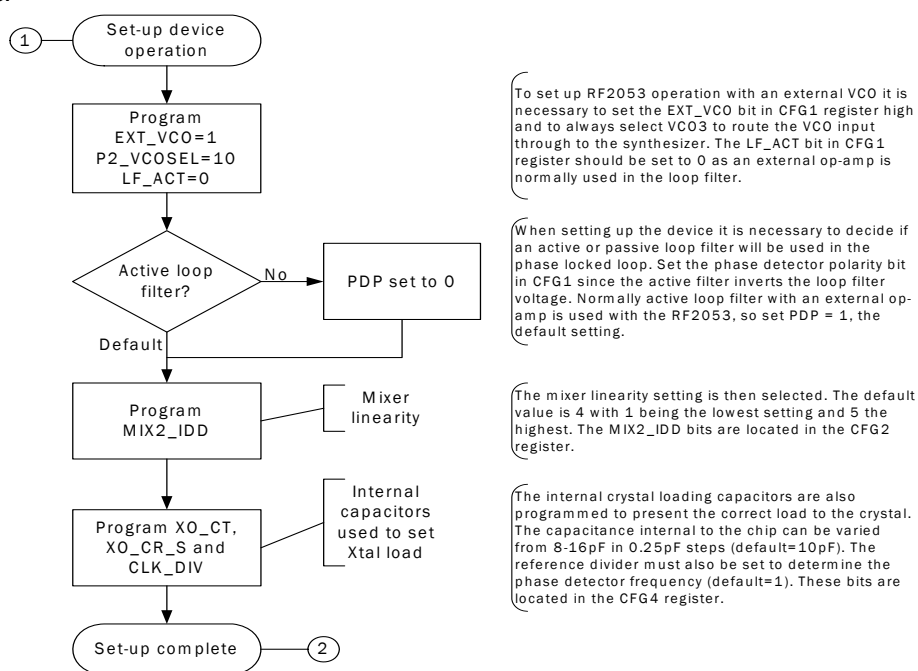 1
Set-up device
operation
Program
EXT_VCO=1
P2_VCOSEL=10
LF_ACT=0
To set up RF2053 operation with an external VCO it is
necessary to set the EXT_VCO bit in CFG1 register high
and to always select VCO3 to route the VCO input
through to the synthesizer. The LF_ACT bit in CFG1
register should be set to 0 as an external op-amp is
normally used in the loop filter.
Active loop
filter?
No
PDP set to 0
Default
When setting up the device it is necessary to decide if
an active or passive loop filter will be used in the
phase locked loop. Set the phase detector polarity bit
in CFG1 since the active filter inverts the loop filter
voltage. Normally active loop filter with an external op-
amp is used with the RF2053, so set PDP = 1, the
default setting.
Program
MIX2_IDD
Mixer
linearity
The mixer linearity setting is then selected. The default
value is 4 with 1 being the lowest setting and 5 the
highest. The MIX2_IDD bits are located in the CFG2
register.
Program XO_CT,
XO_CR_S and
CLK_DIV
Internal
capacitors
used to set
Xtal load
The internal crystal loading capacitors are also
programmed to present the correct load to the crystal.
The capacitance internal to the chip can be varied
from 8-16pF in 0.25pF steps (default=10pF). The
reference divider must also be set to determine the
phase detector frequency (default=1). These bits are
located in the CFG4 register.
Set-up complete
2